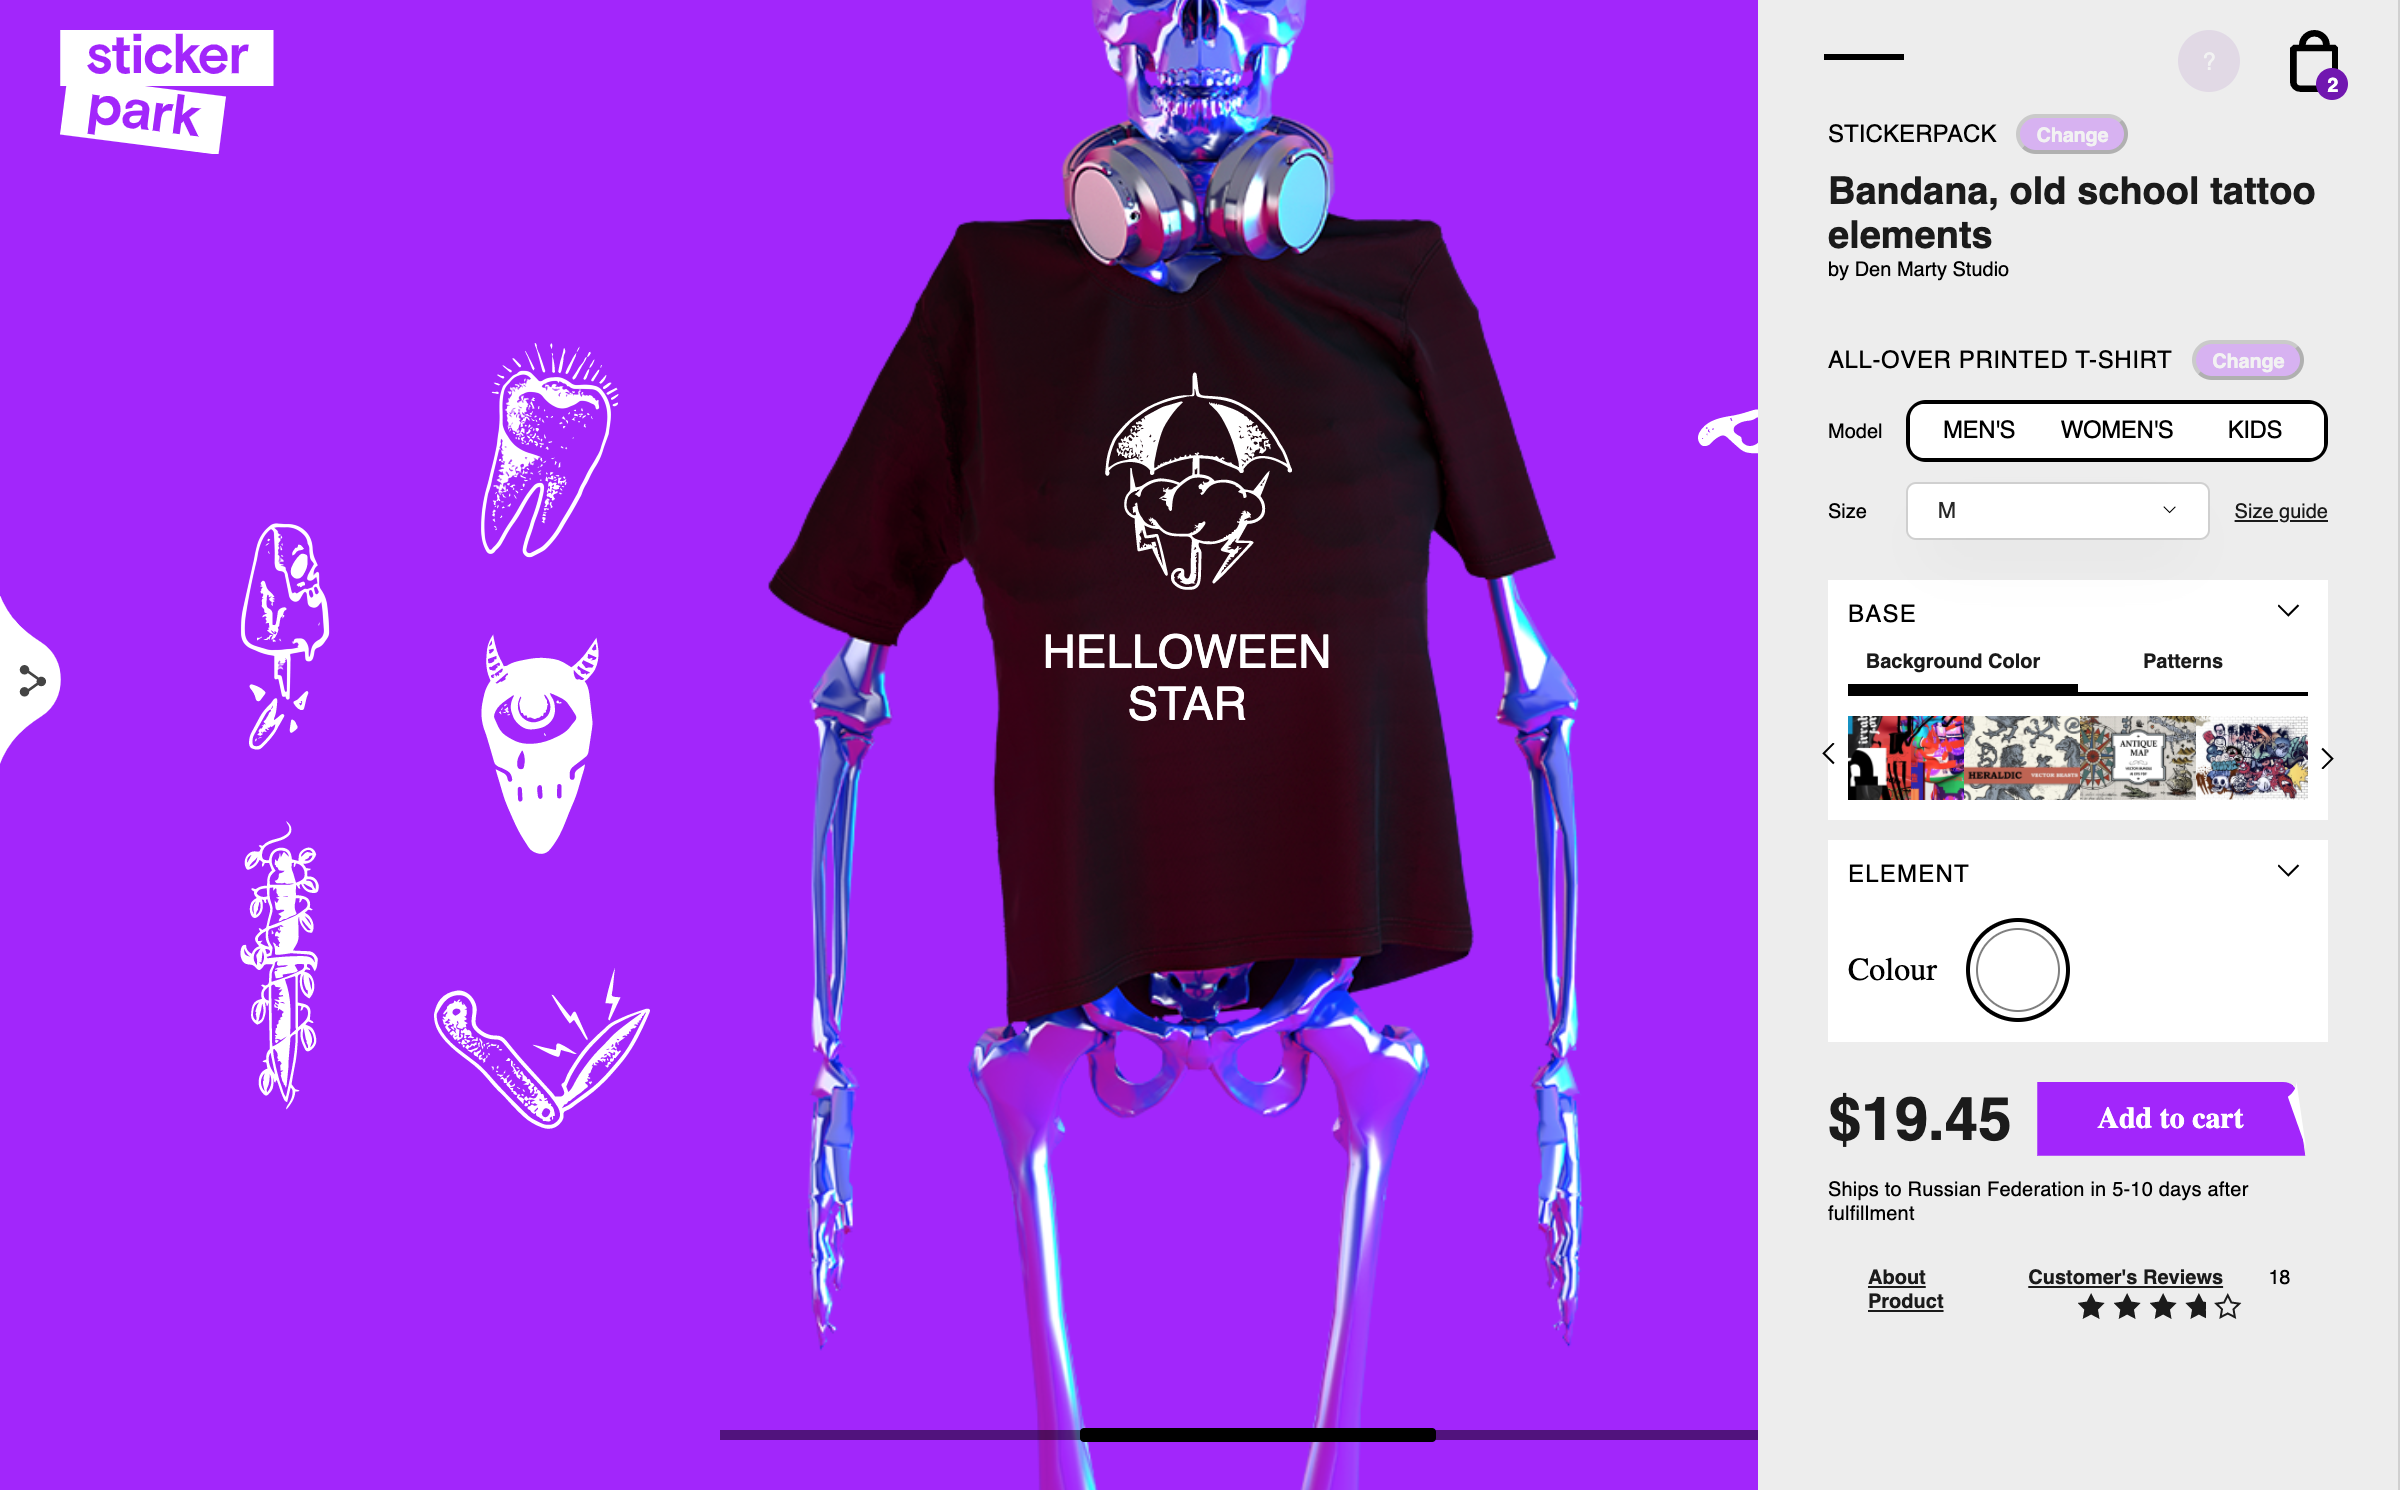 sticker
park
HELLOWEEN
STAR
?
2
STICKERPACK Change
Bandana, old school tattoo
elements
by Den Marty Studio
ALL-OVER PRINTED T-SHIRT Change
Model MEN'S WOMEN'S KIDS
Size M Size guide
BASE
Background Color Patterns
HERALDIC VECTOR BEASTS
ANTIQUE
MAP
ELEMENT
Colour
$19.45 Add to cart
Ships to Russian Federation in 5-10 days after
fulfillment
About
Product
Customer's Reviews 18